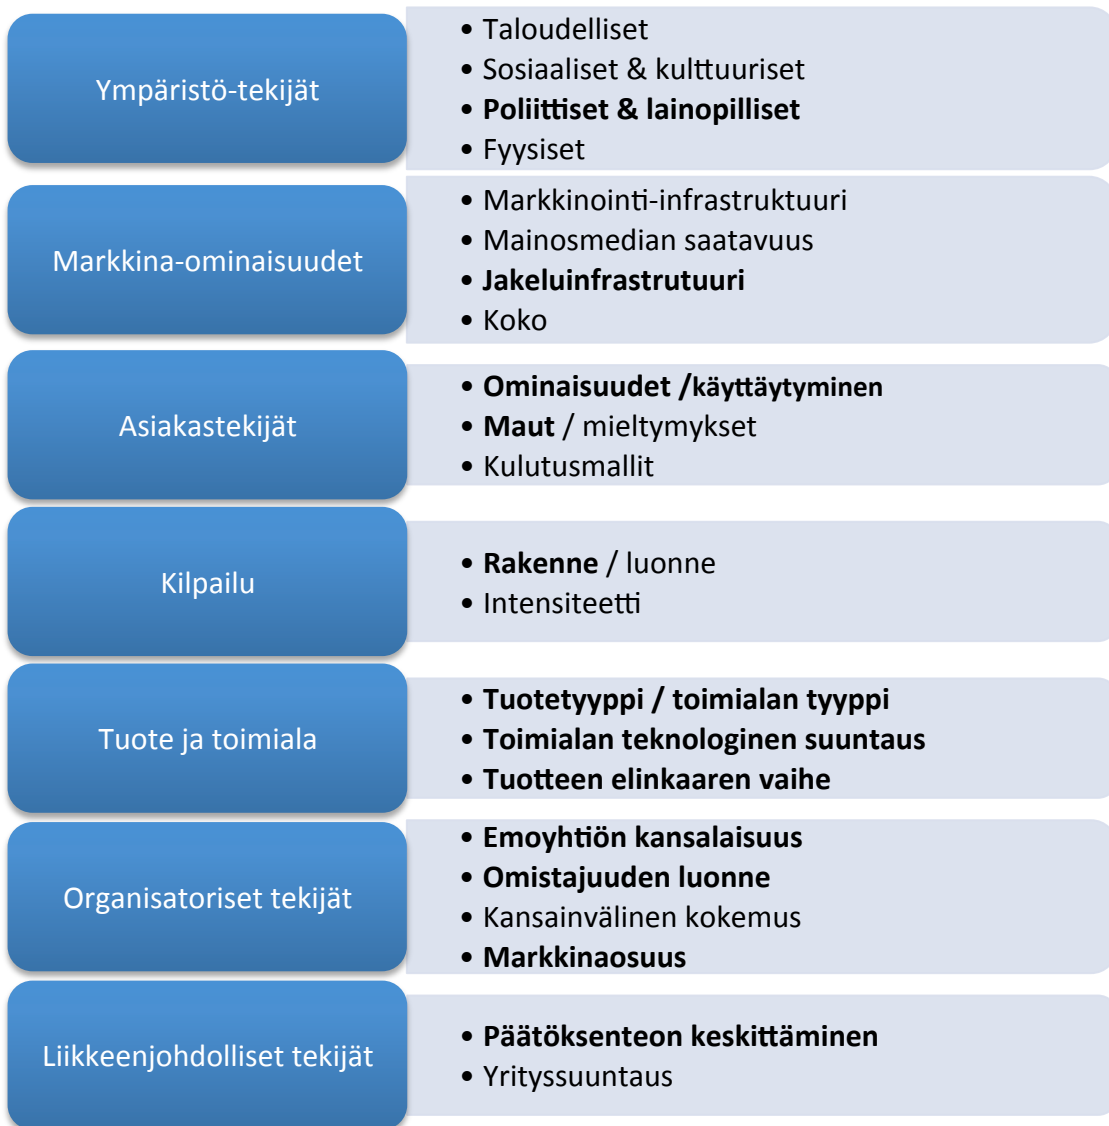 Ympäristö-tekijät
• Taloudelliset
• Sosiaaliset & kulttuuriset
• Poliittiset & lainopilliset
• Fyysiset
Markkina-ominaisuudet
• Markkinointi-infrastruktuuri
• Mainosmedian saatavuus
• Jakeluinfrastrutuuri
• Koko
Asiakastekijät
• Ominaisuudet /käyttäytyminen
• Maut / mieltymykset
• Kulutusmallit
Kilpailu
• Rakenne / luonne
• Intensiteetti
Tuote ja toimiala
• Tuotetyyppi / toimialan tyyppi
• Toimialan teknologinen suuntaus
• Tuotteen elinkaaren vaihe
Organisatoriset tekijät
• Emoyhtiön kansalaisuus
• Omistajuuden luonne
• Kansainvälinen kokemus
• Markkinaosuus
Liikkeenjohdolliset tekijät
• Päätöksenteon keskittäminen
• Yrityssuuntaus